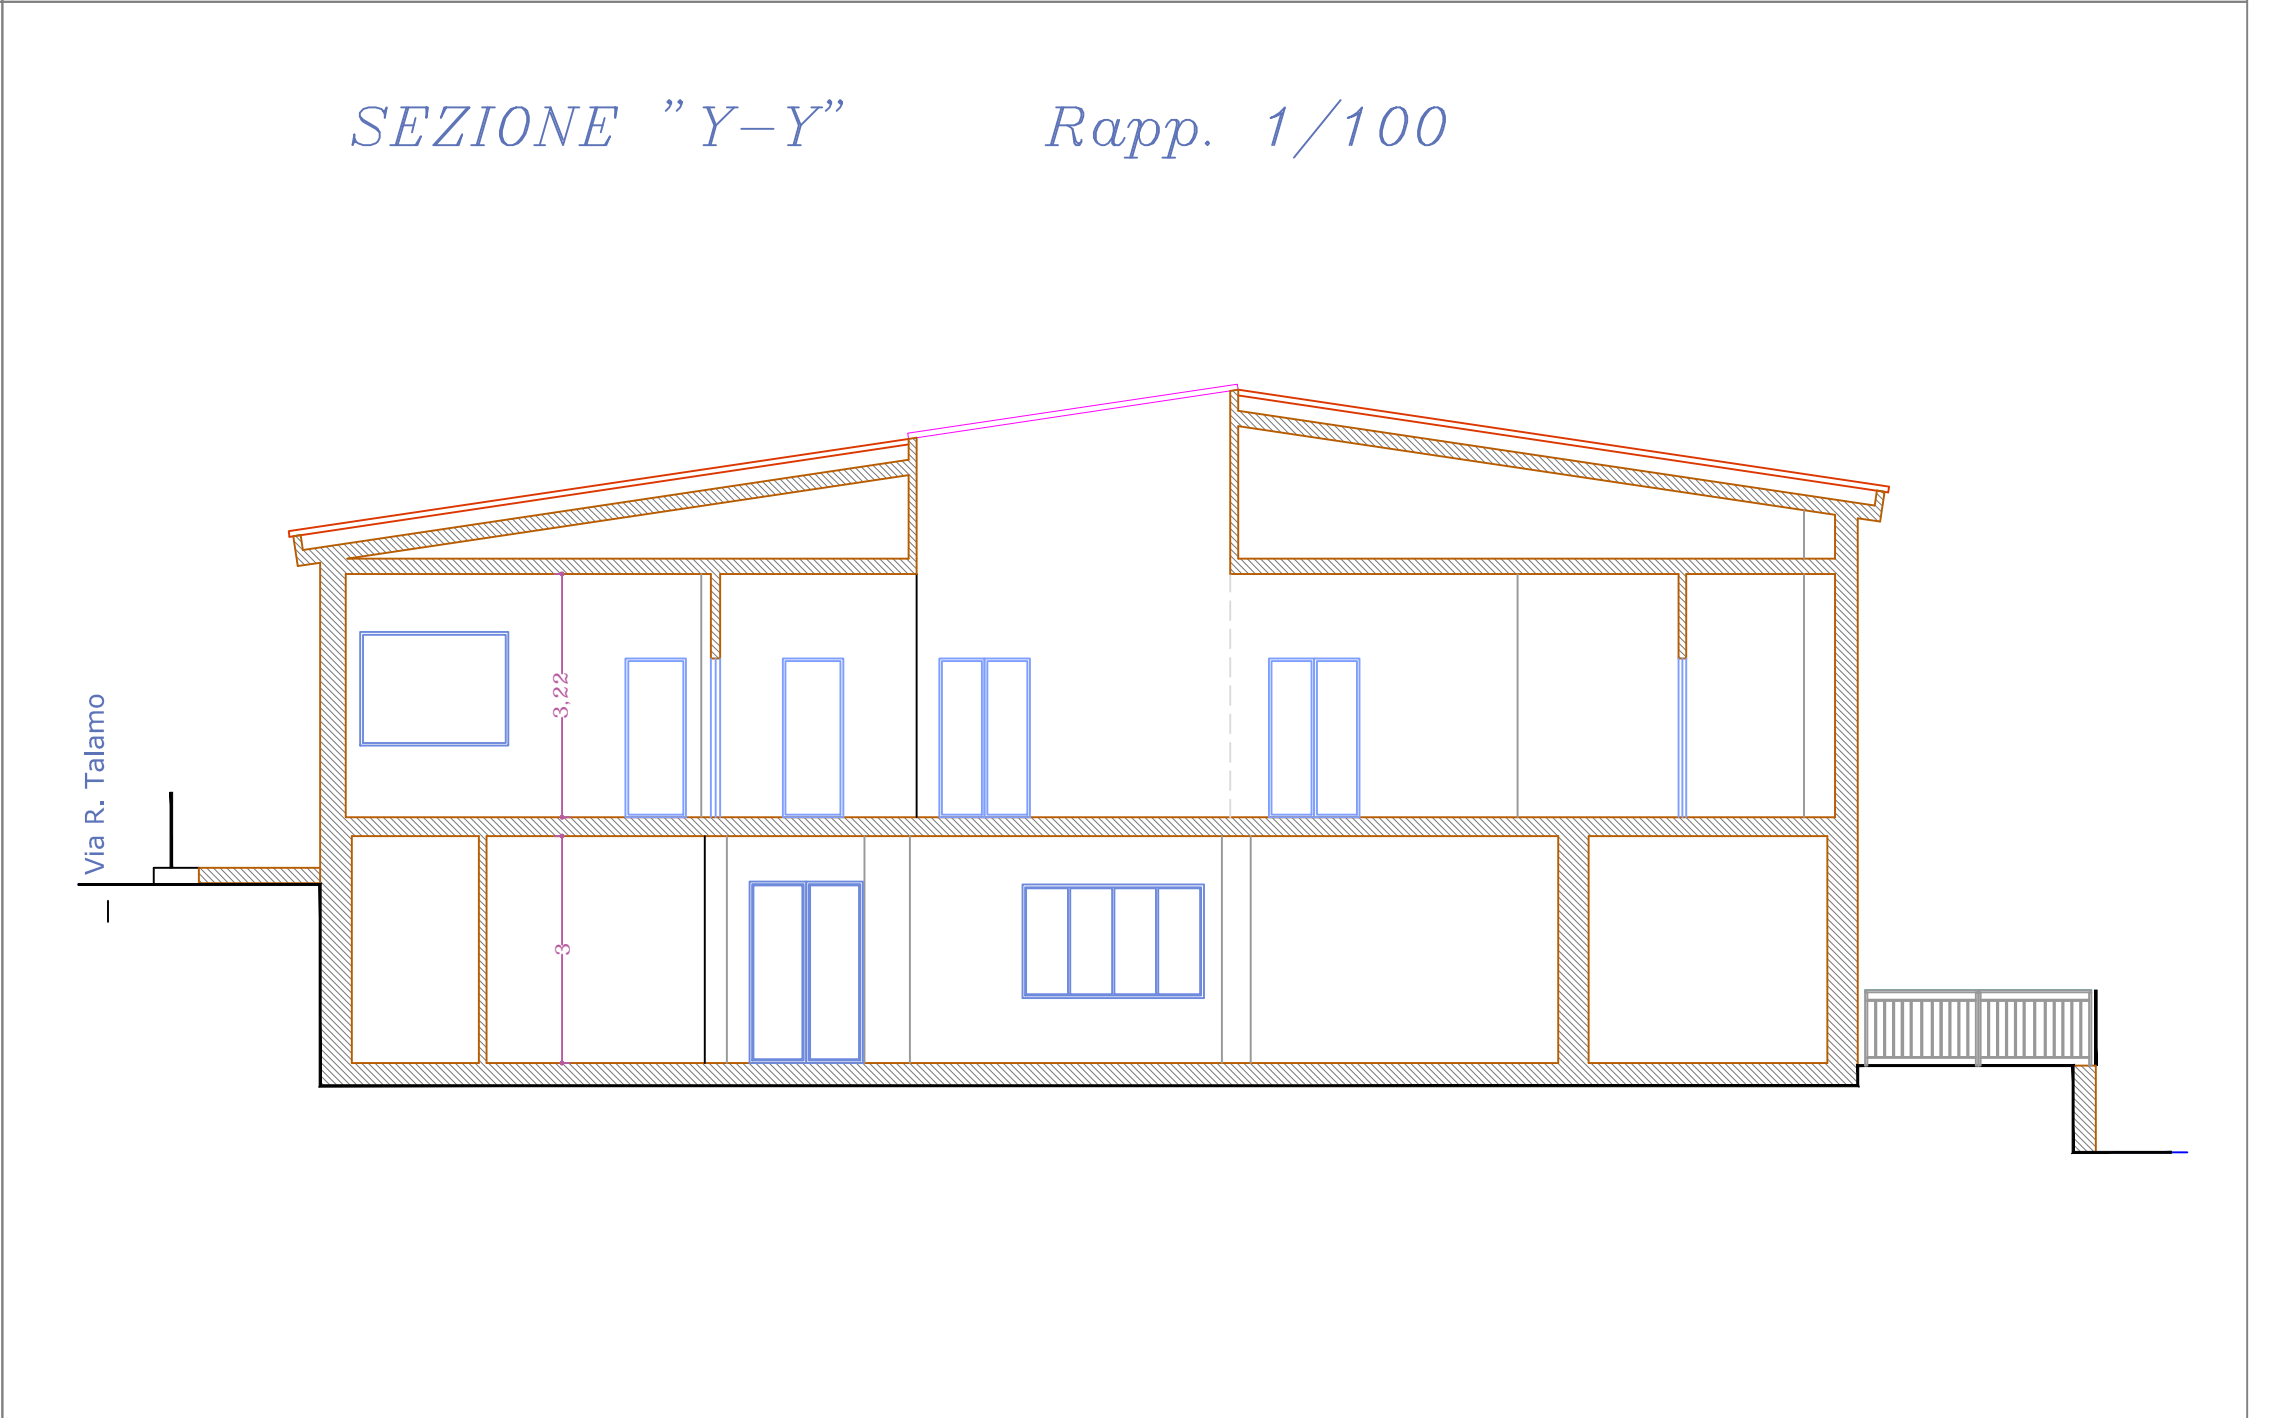 SEZIONE "Y-Y" Rapp. 1/100
3,22
Via R. Talamo
3